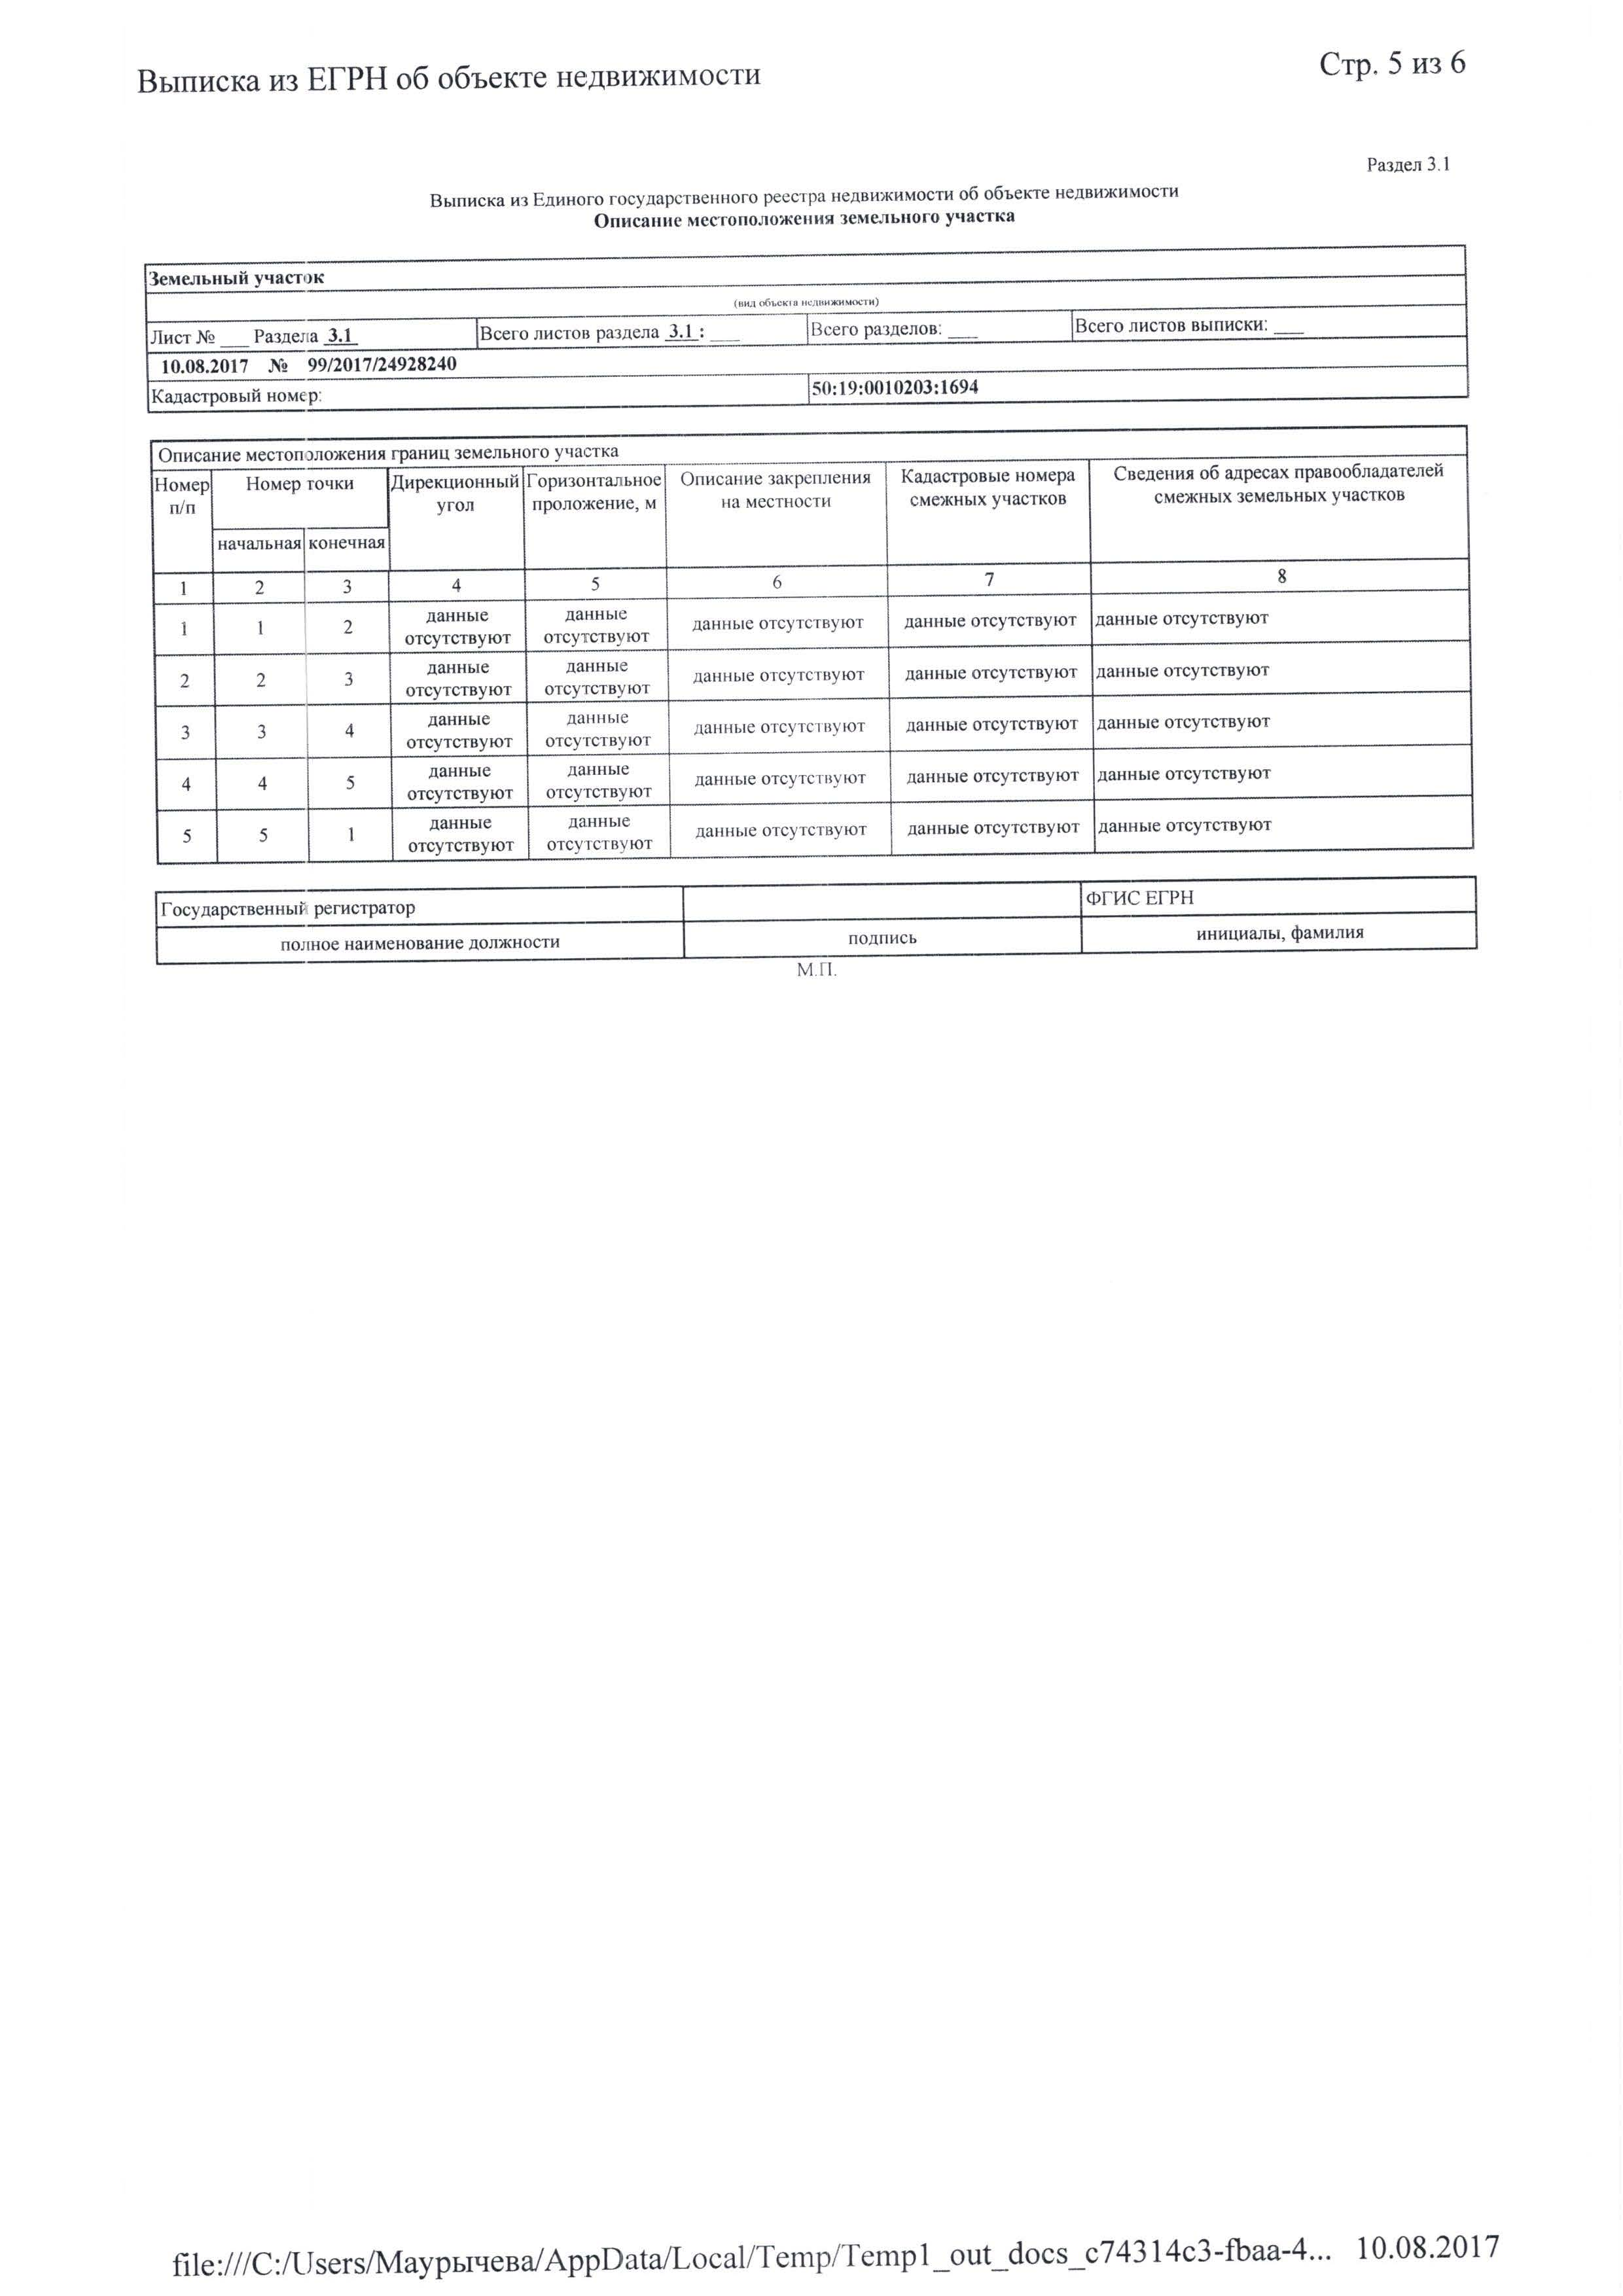 Выписка из ЕГРН об объекте недвижимости
Стр. 5 из 6
Раздел 3.1
Выписка из Единого государственного реестра недвижимости об объекте недвижимости
Описание местоположения земельного участка
Земельный участок
(вид объекта недвижимости)
Лист № ___ Раздела 3.1 Всего листов раздела 3.1 : ___ Всего разделов: ___ Всего листов выписки: ___
10.08.2017 № 99/2017/24928240
Кадастровый номер: 50:19:0010203:1694
Описание местоположения границ земельного участка
Номер Номер точки Дирекционный Горизонтальное Описание закрепления Кадастровые номера Сведения об адресах правообладателей
п/п угол проложение, м на местности смежных участков смежных земельных участков
начальная конечная
1 2 3 4 5 6 7 8
1 1 2 данные отсутствуют данные отсутствуют данные отсутствуют данные отсутствуют данные отсутствуют
2 2 3 данные отсутствуют данные отсутствуют данные отсутствуют данные отсутствуют данные отсутствуют
3 3 4 данные отсутствуют данные отсутствуют данные отсутствуют данные отсутствуют данные отсутствуют
4 4 5 данные отсутствуют данные отсутствуют данные отсутствуют данные отсутствуют данные отсутствуют
5 5 1 данные отсутствуют данные отсутствуют данные отсутствуют данные отсутствуют данные отсутствуют
Государственный регистратор ФГИС ЕГРН
полное наименование должности подпись инициалы, фамилия
М.П.
file:///C:/Users/Маурычева/AppData/Local/Temp/Temp1_out_docs_c74314c3-fbaa-4... 10.08.2017